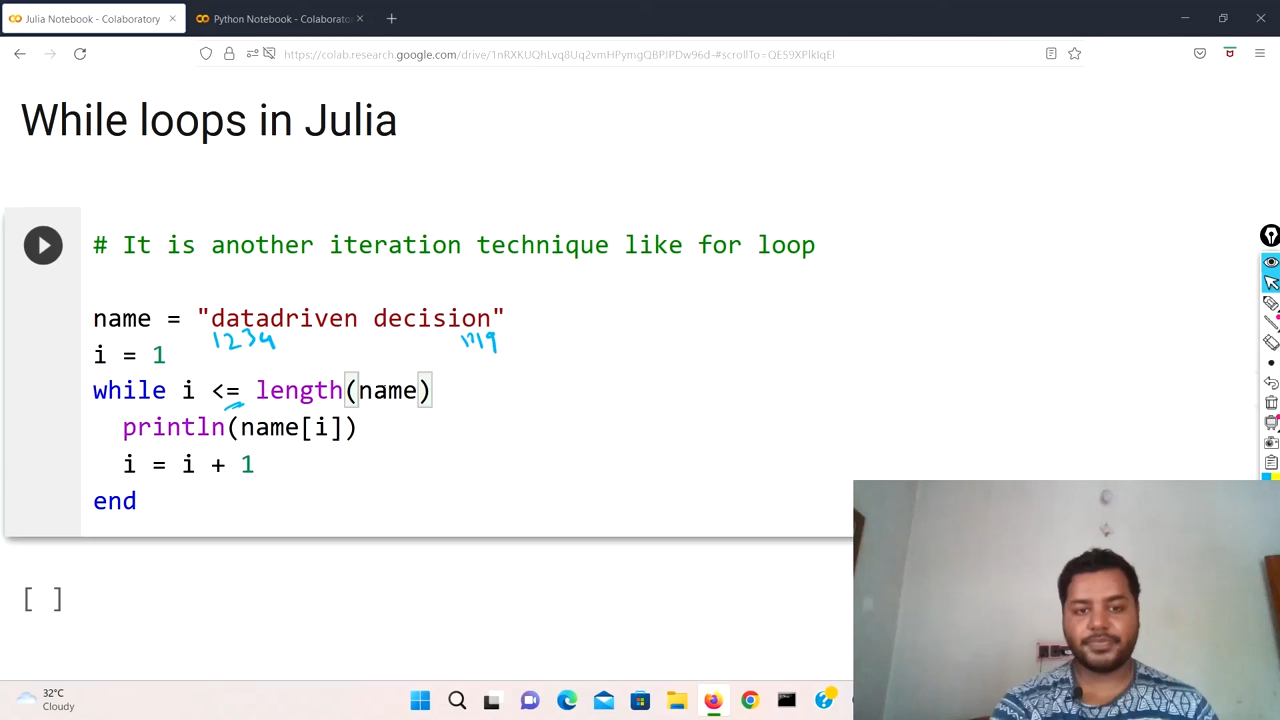 Julia Notebook - Colaboratory
Python Notebook - Colaborato
https://colab.research.google.com/drive/1nRXKUQhLvq8Uq2vmHPymgQBPJPDw96d-#scrollTo=QE59XPlkIqEl
While loops in Julia
# It is another iteration technique like for loop
name = "datadriven decision"
1234
19
i = 1
while i <= length(name)
println(name[i])
i = i + 1
end
[ ]
32°C
Cloudy